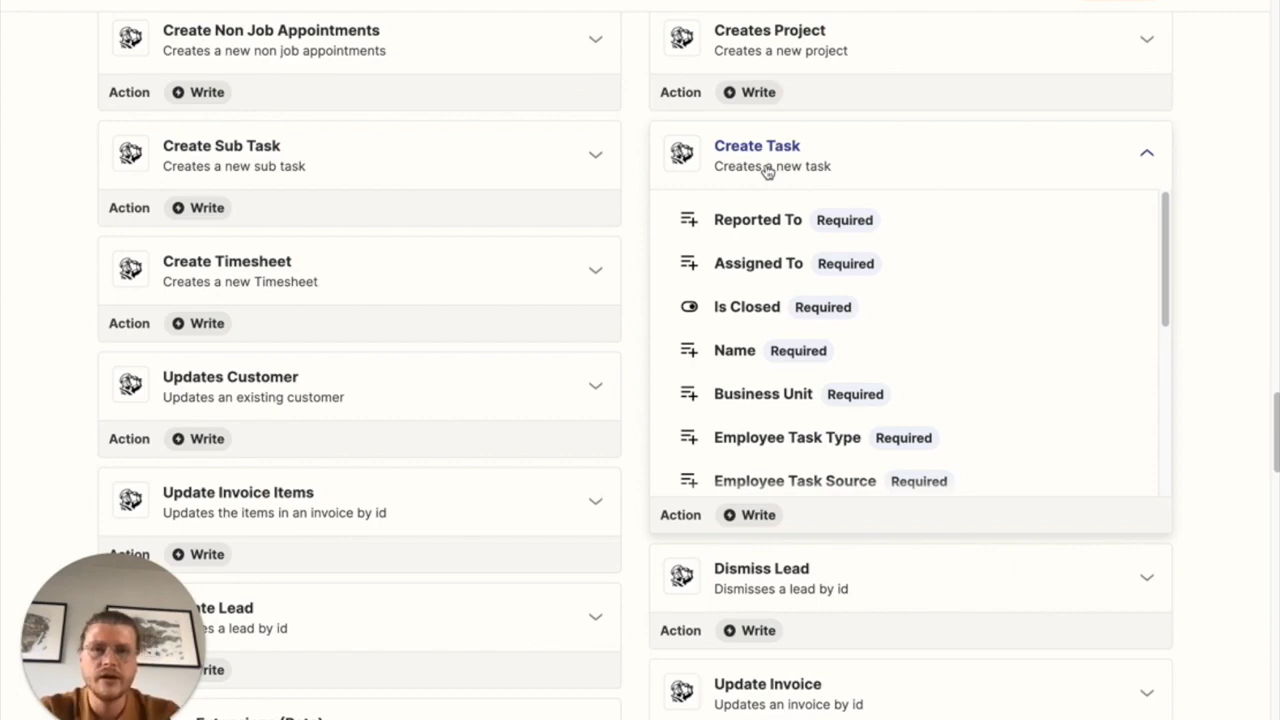 Create Non Job Appointments
Creates a new non job appointments
Action Write
Create Sub Task
Creates a new sub task
Action Write
Create Timesheet
Creates a new Timesheet
Action Write
Updates Customer
Updates an existing customer
Action Write
Update Invoice Items
Updates the items in an invoice by id
Action Write
Lead
a lead by id
Creates Project
Creates a new project
Action Write
Create Task
Creates a new task
Reported To Required
Assigned To Required
Is Closed Required
Name Required
Business Unit Required
Employee Task Type Required
Employee Task Source Required
Action Write
Dismiss Lead
Dismisses a lead by id
Action Write
Update Invoice
Updates an invoice by id